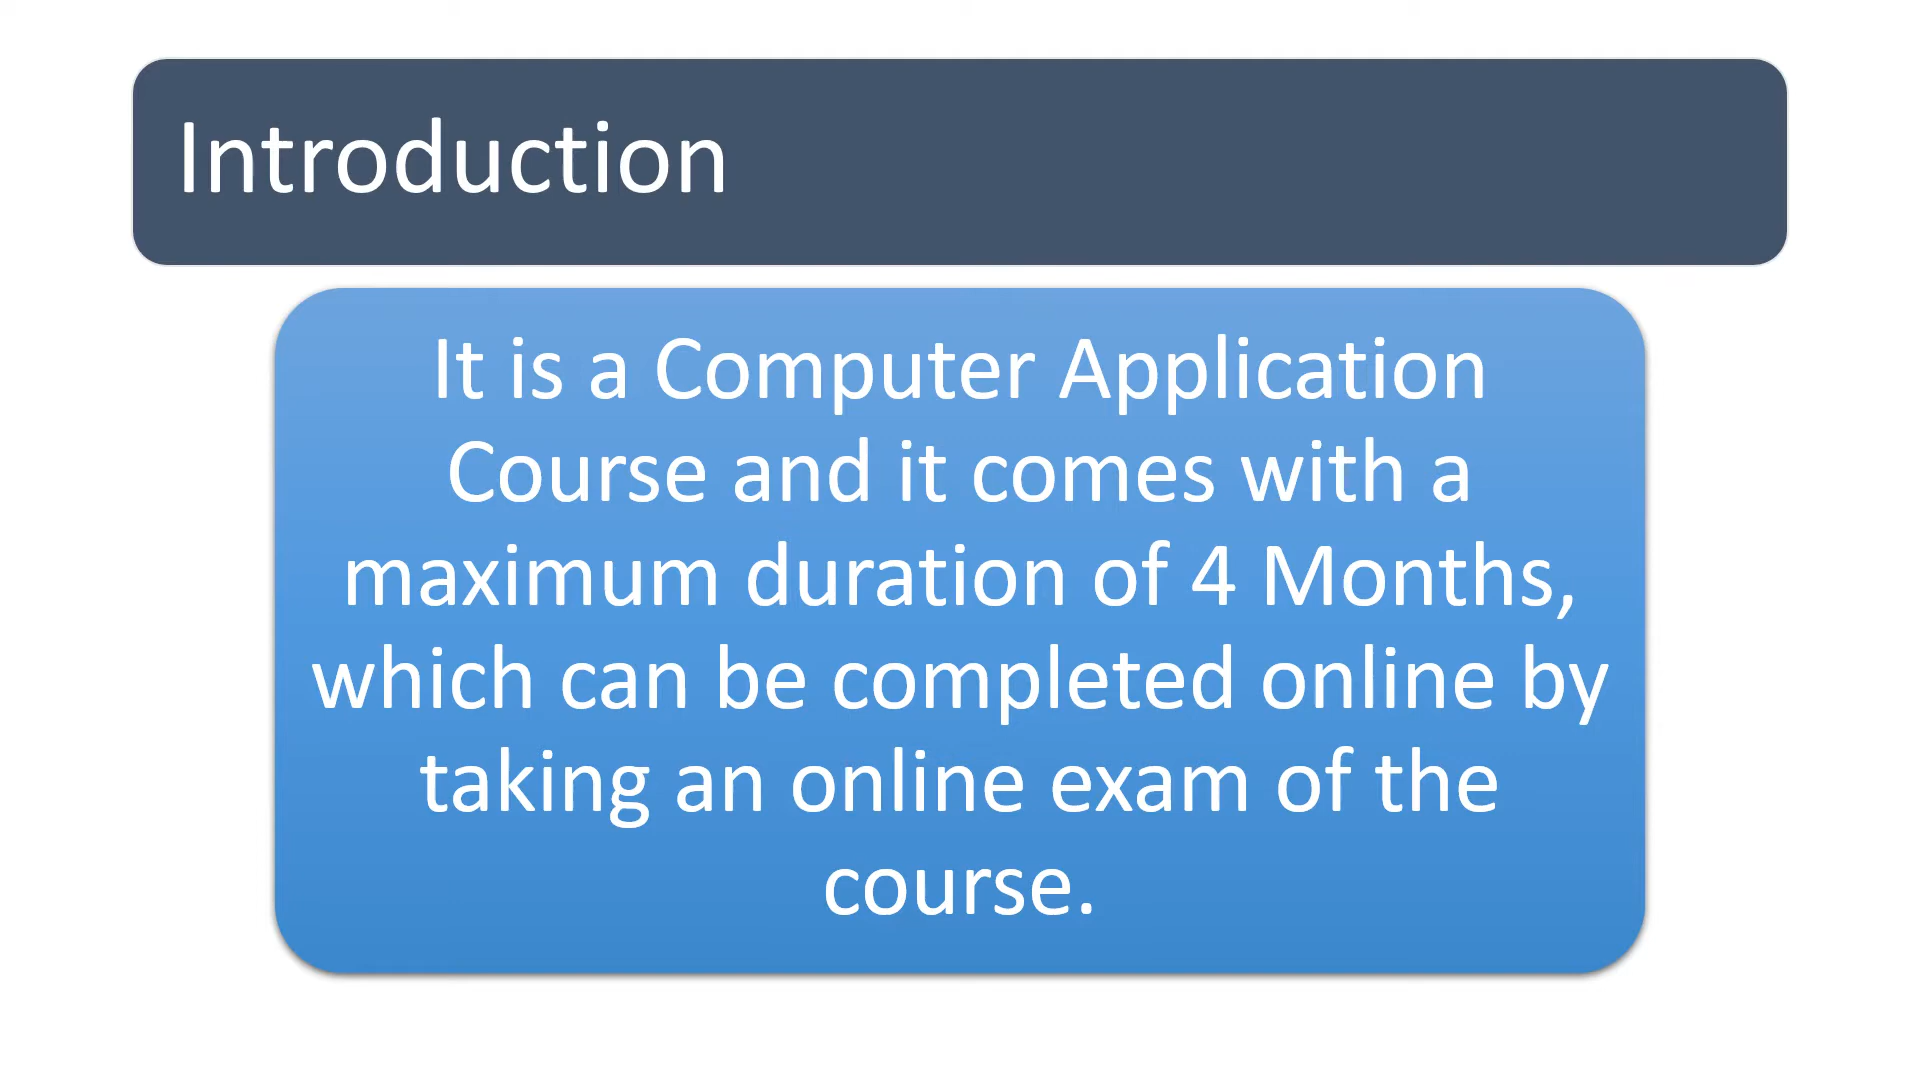 Introduction
It is a Computer Application
Course and it comes with a
maximum duration of 4 Months,
which can be completed online by
taking an online exam of the
course.